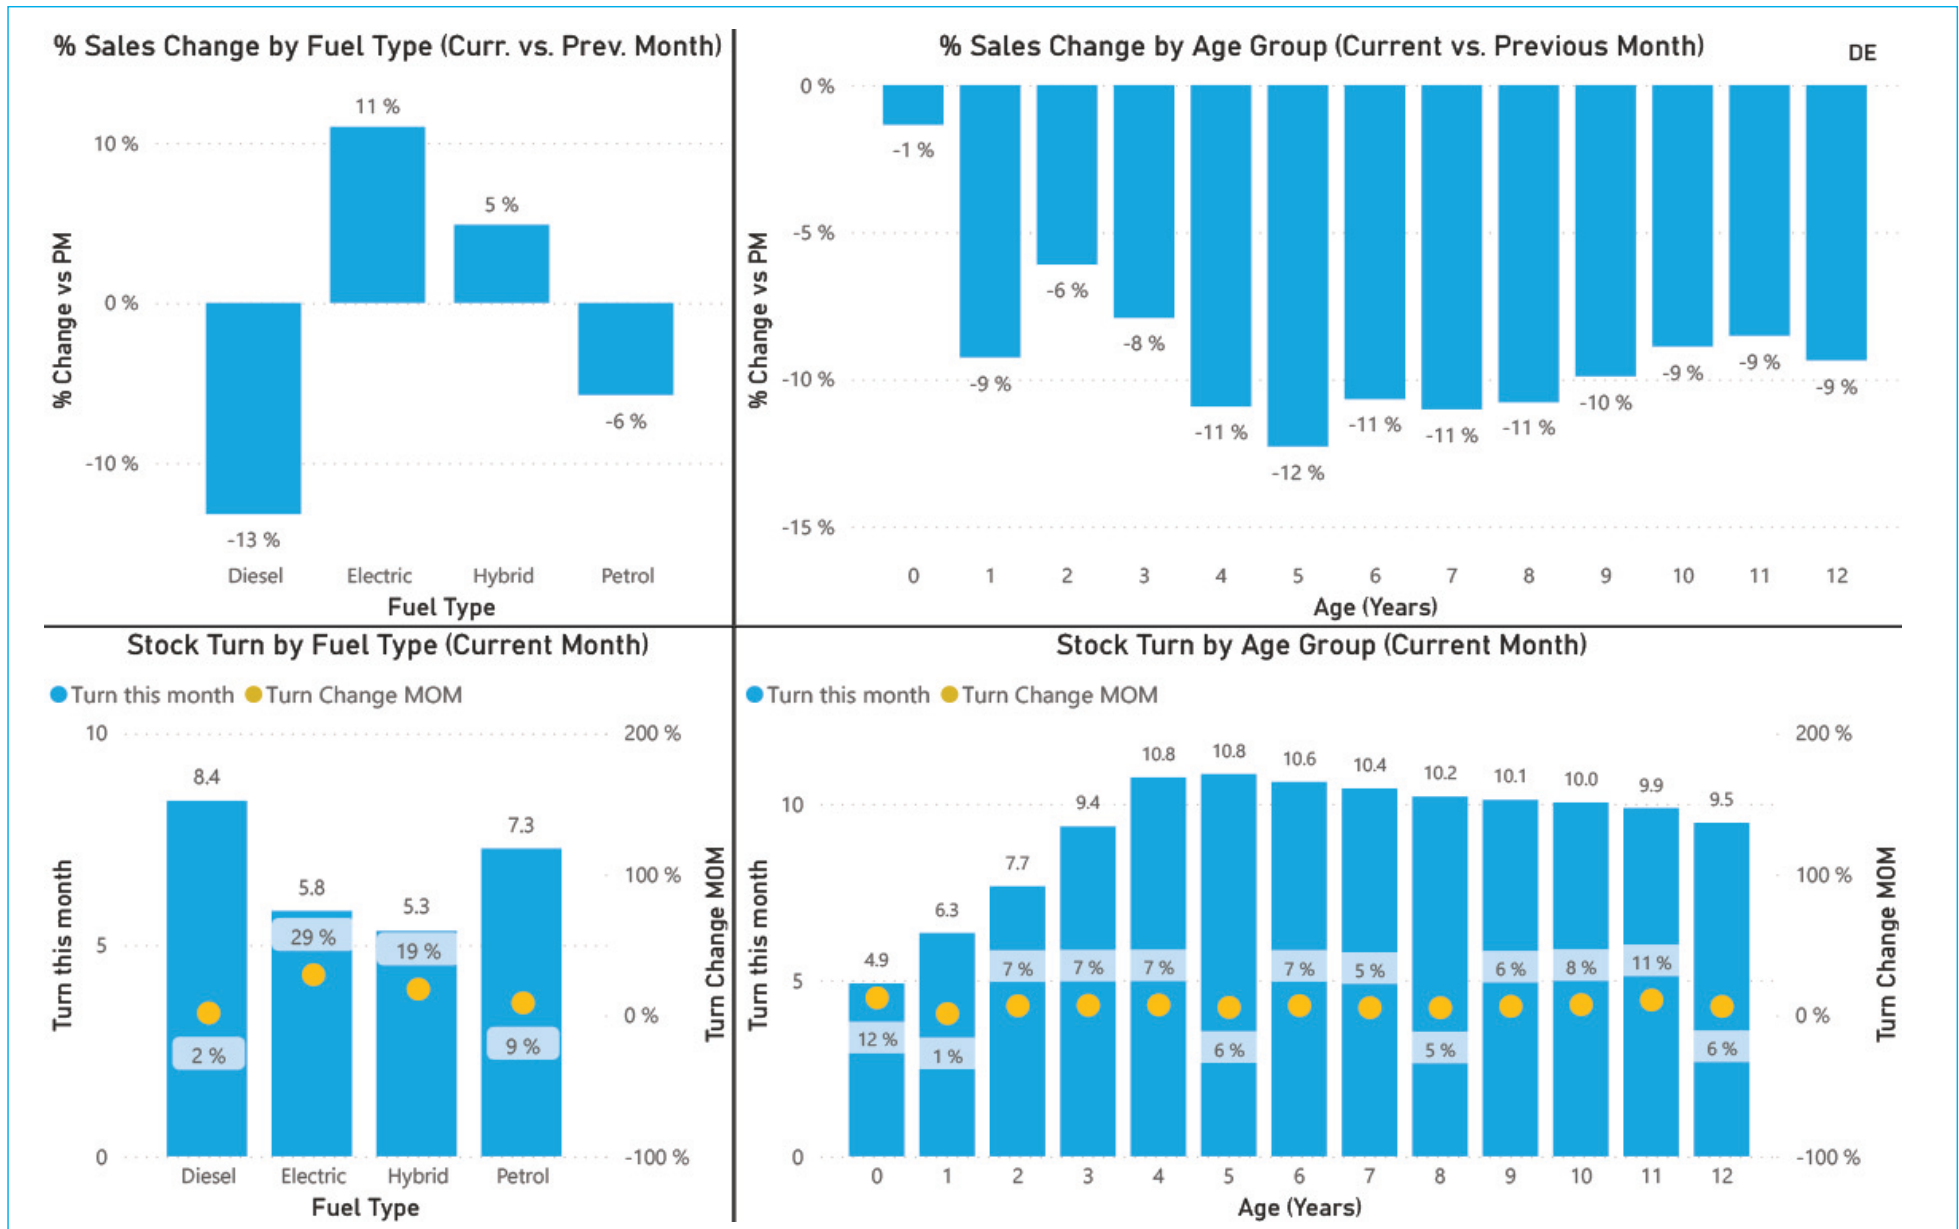 % Sales Change by Fuel Type (Curr. vs. Prev. Month)
% Change vs PM
10 %
0 %
-10 %
11 %
5 %
-6 %
-13 %
Diesel Electric Hybrid Petrol
Fuel Type
% Sales Change by Age Group (Current vs. Previous Month)
DE
% Change vs PM
0 %
-5 %
-10 %
-15 %
-1 % -9 % -6 % -8 % -11 % -12 % -11 % -11 % -11 % -10 % -9 % -9 % -9 %
0 1 2 3 4 5 6 7 8 9 10 11 12
Age (Years)
Stock Turn by Fuel Type (Current Month)
Turn this month Turn Change MOM
Turn this month
10
5
0
8.4 5.8 5.3 7.3
2 % 29 % 19 % 9 %
200 %
100 %
0 %
-100 %
Turn Change MOM
Diesel Electric Hybrid Petrol
Fuel Type
Stock Turn by Age Group (Current Month)
Turn this month Turn Change MOM
Turn this month
10
5
0
4.9 6.3 7.7 9.4 10.8 10.8 10.6 10.4 10.2 10.1 10.0 9.9 9.5
12 % 1 % 7 % 7 % 7 % 6 % 7 % 5 % 5 % 6 % 8 % 11 % 6 %
200 %
100 %
0 %
-100 %
Turn Change MOM
0 1 2 3 4 5 6 7 8 9 10 11 12
Age (Years)